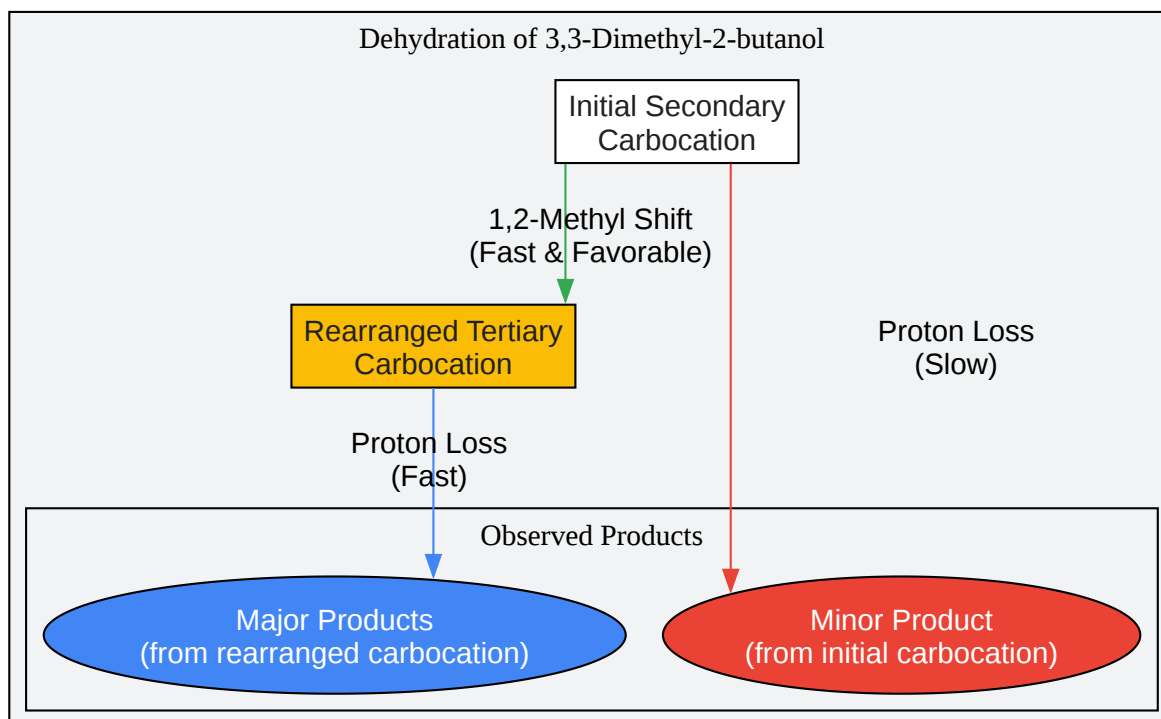 Dehydration of 3,3-Dimethyl-2-butanol
Initial Secondary
Carbocation
1,2-Methyl Shift
(Fast & Favorable)
Rearranged Tertiary
Carbocation
Proton Loss
(Slow)
Proton Loss
(Fast)
Observed Products
Major Products
(from rearranged carbocation)
Minor Product
(from initial carbocation)